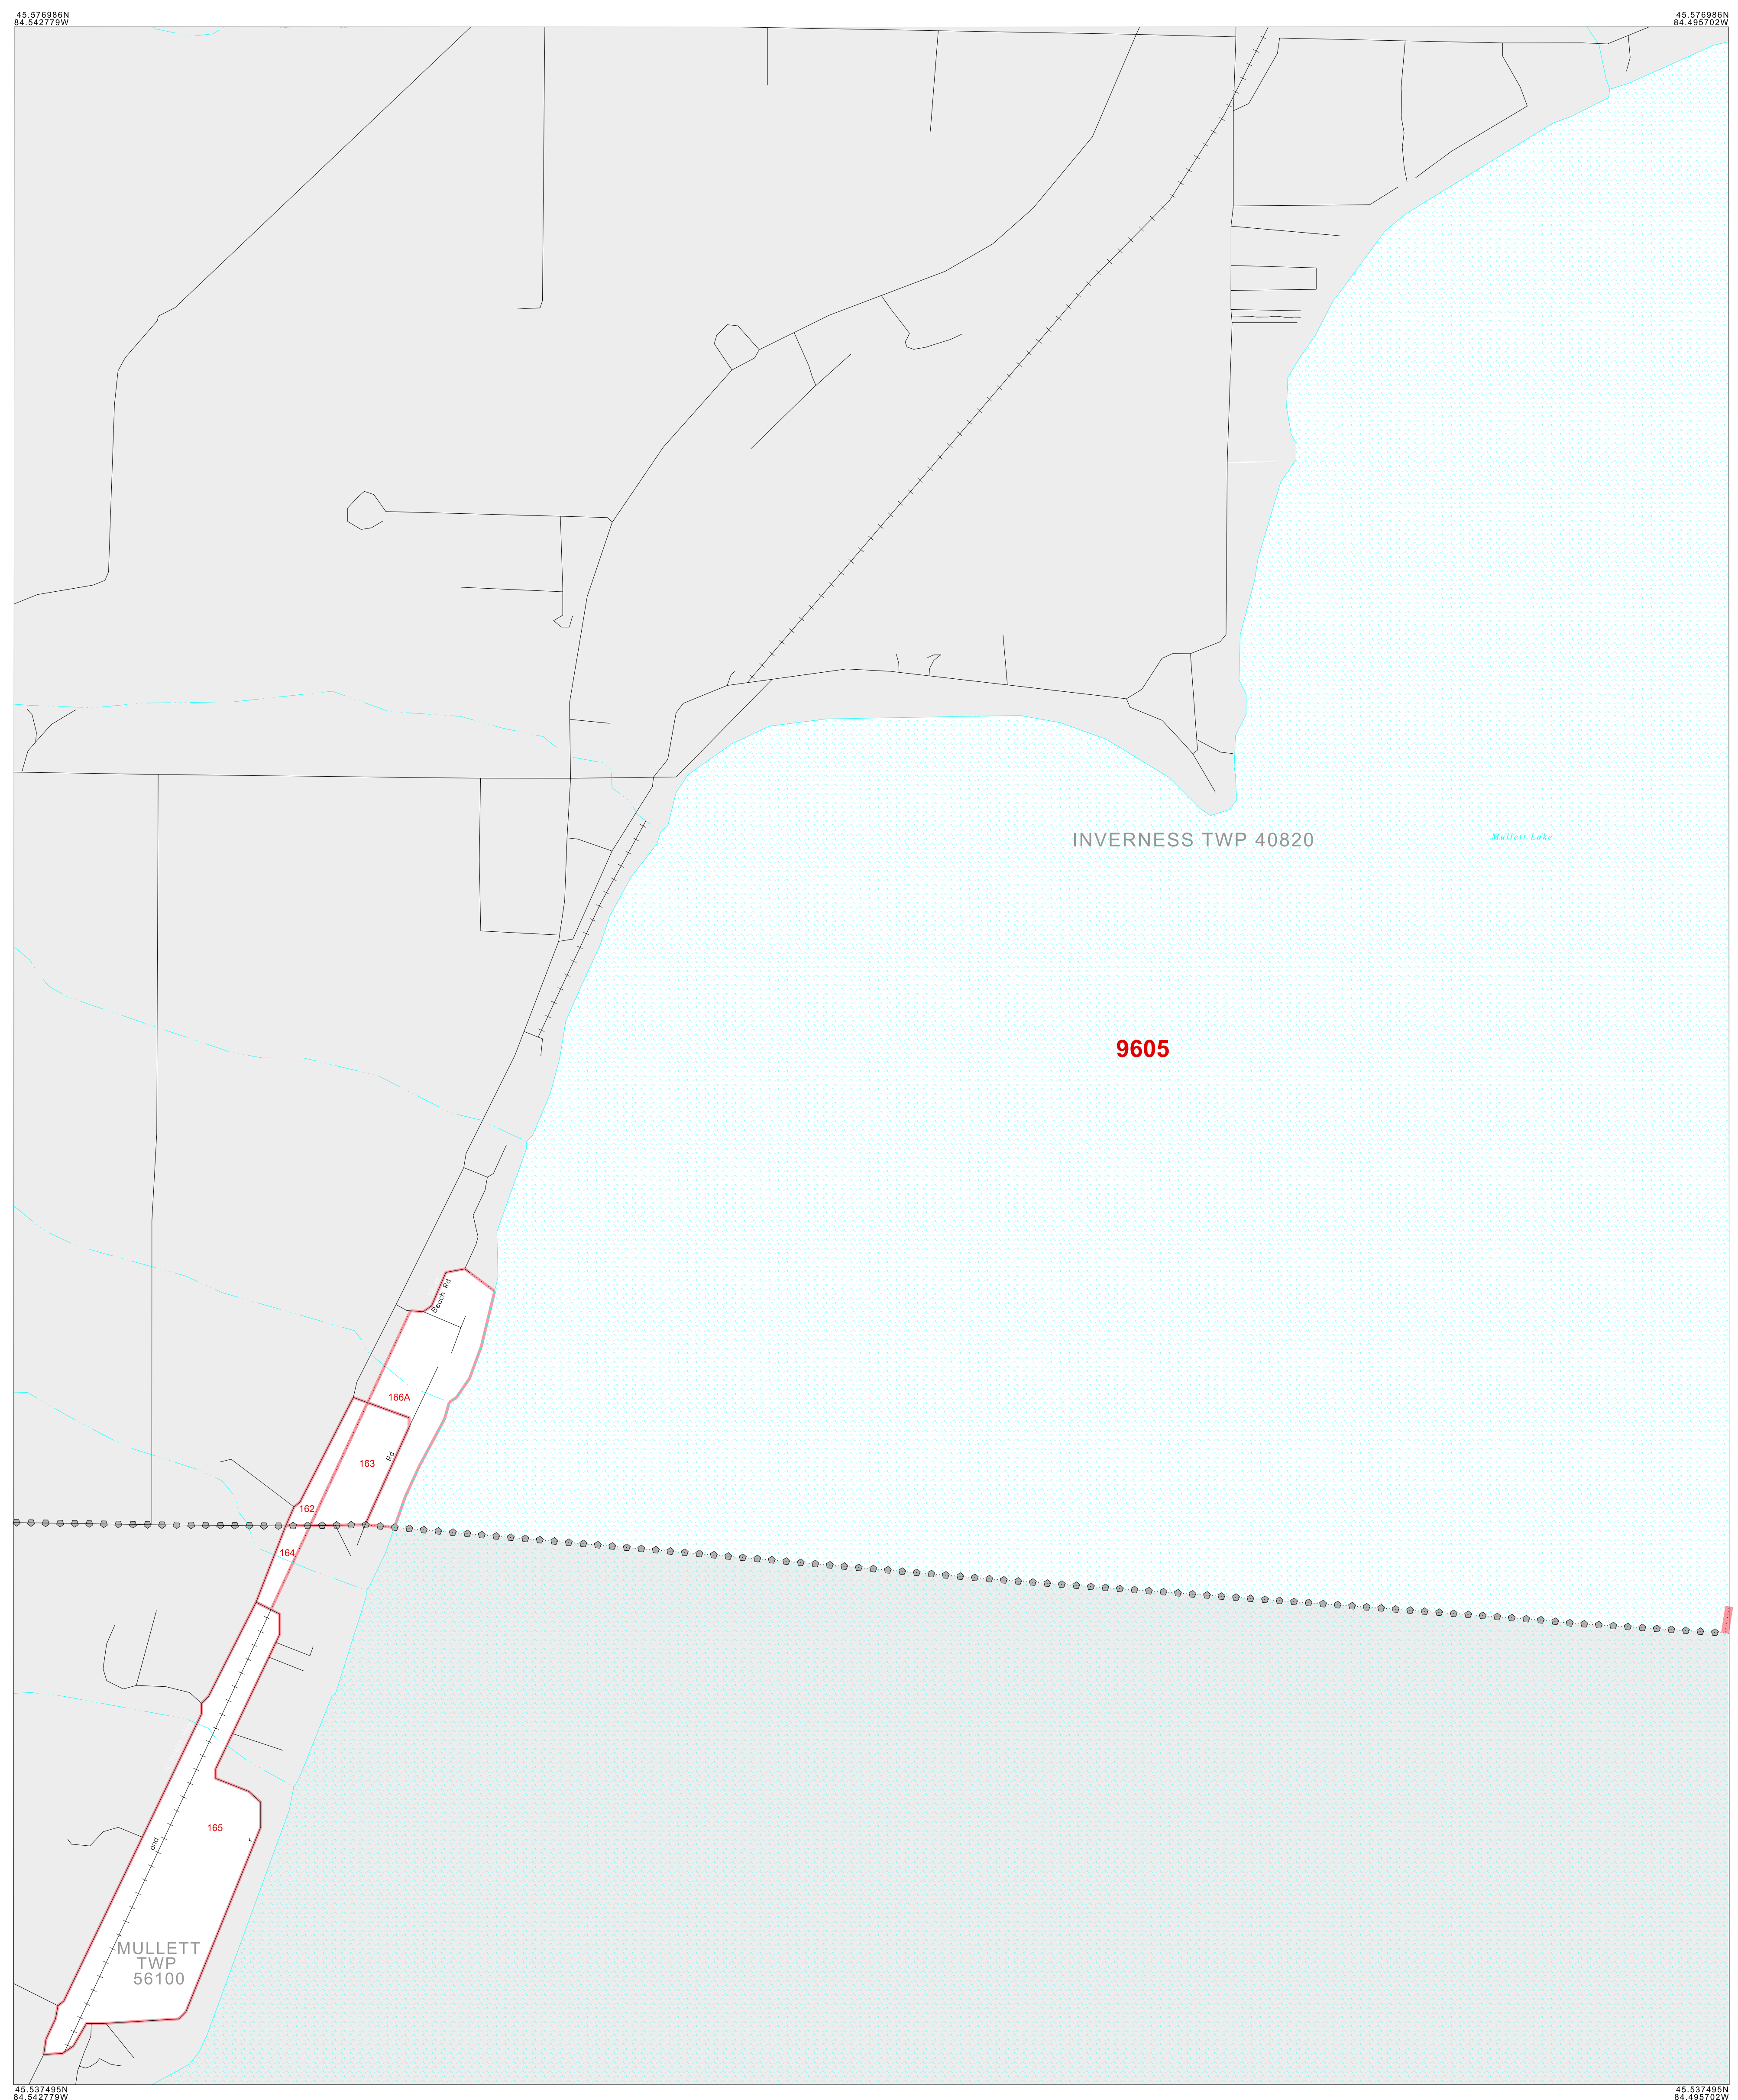 45.576986N
84.542779W
45.576986N
84.495702W
INVERNESS TWP 40820
Mullett Lake
9605
Beach Rd
166A
163
Rd
162
164
165
r
and
MULLETT
TWP
56100
45.537495N
84.542779W
45.537495N
84.495702W